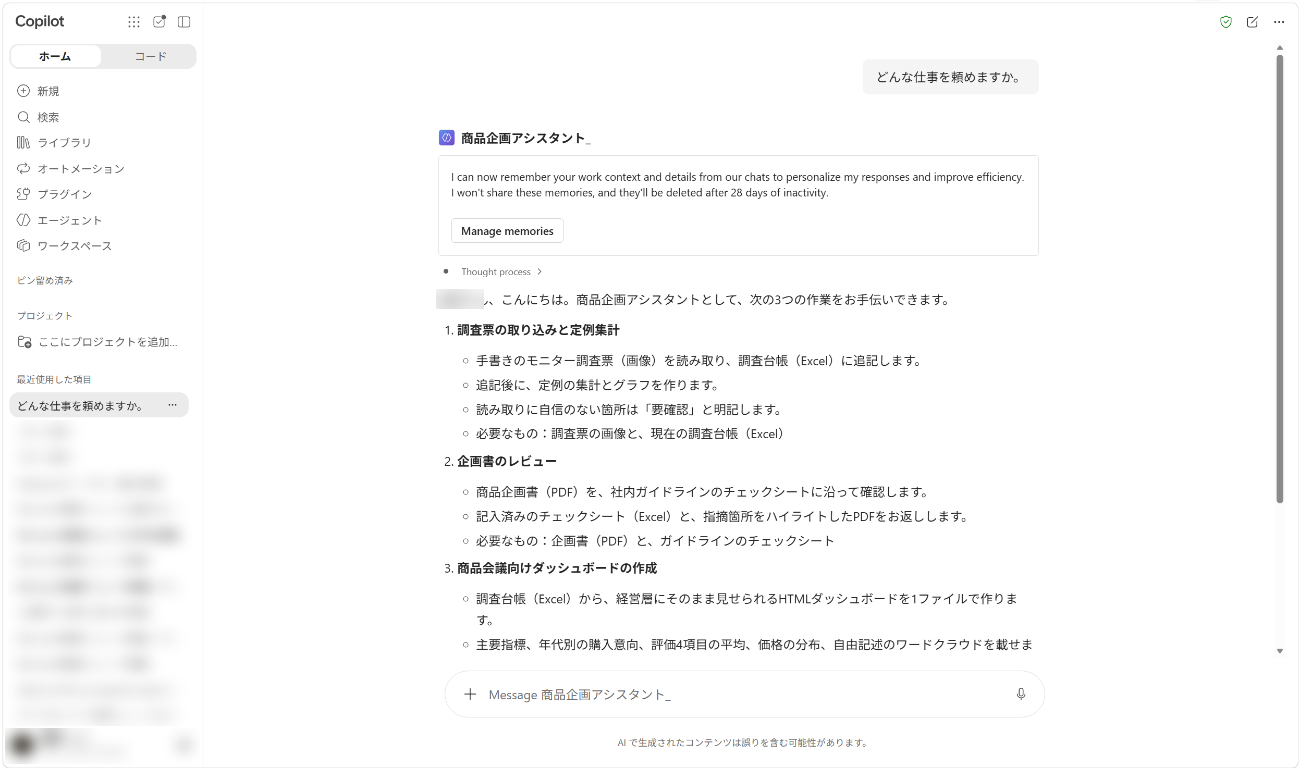 Copilot
ホーム
コード
新規
検索
ライブラリ
オートメーション
プラグイン
エージェント
ワークスペース
ピン留め済み
プロジェクト
ここにプロジェクトを追加...
最近使用した項目
どんな仕事を頼めますか。
どんな仕事を頼めますか。
商品企画アシスタント_
I can now remember your work context and details from our chats to personalize my responses and improve efficiency.
I won't share these memories, and they'll be deleted after 28 days of inactivity.
Manage memories
Thought process
、こんにちは。商品企画アシスタントとして、次の3つの作業をお手伝いできます。
1. 調査票の取り込みと定例集計
手書きのモニター調査票（画像）を読み取り、調査台帳（Excel）に追記します。
追記後に、定例の集計とグラフを作ります。
読み取りに自信のない箇所は「要確認」と明記します。
必要なもの：調査票の画像と、現在の調査台帳（Excel）
2. 企画書のレビュー
商品企画書（PDF）を、社内ガイドラインのチェックシートに沿って確認します。
記入済みのチェックシート（Excel）と、指摘箇所をハイライトしたPDFをお返しします。
必要なもの：企画書（PDF）と、ガイドラインのチェックシート
3. 商品会議向けダッシュボードの作成
調査台帳（Excel）から、経営層にそのまま見せられるHTMLダッシュボードを1ファイルで作りま
す。
主要指標、年代別の購入意向、評価4項目の平均、価格の分布、自由記述のワードクラウドを載せま
Message 商品企画アシスタント_
AI で生成されたコンテンツは誤りを含む可能性があります。